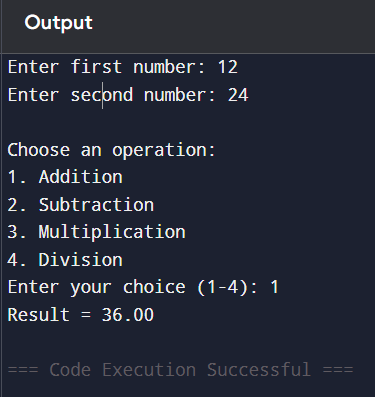 Output
Enter first number: 12
Enter second number: 24
Choose an operation:
1. Addition
2. Subtraction
3. Multiplication
4. Division
Enter your choice (1-4): 1
Result = 36.00
=== Code Execution Successful ===